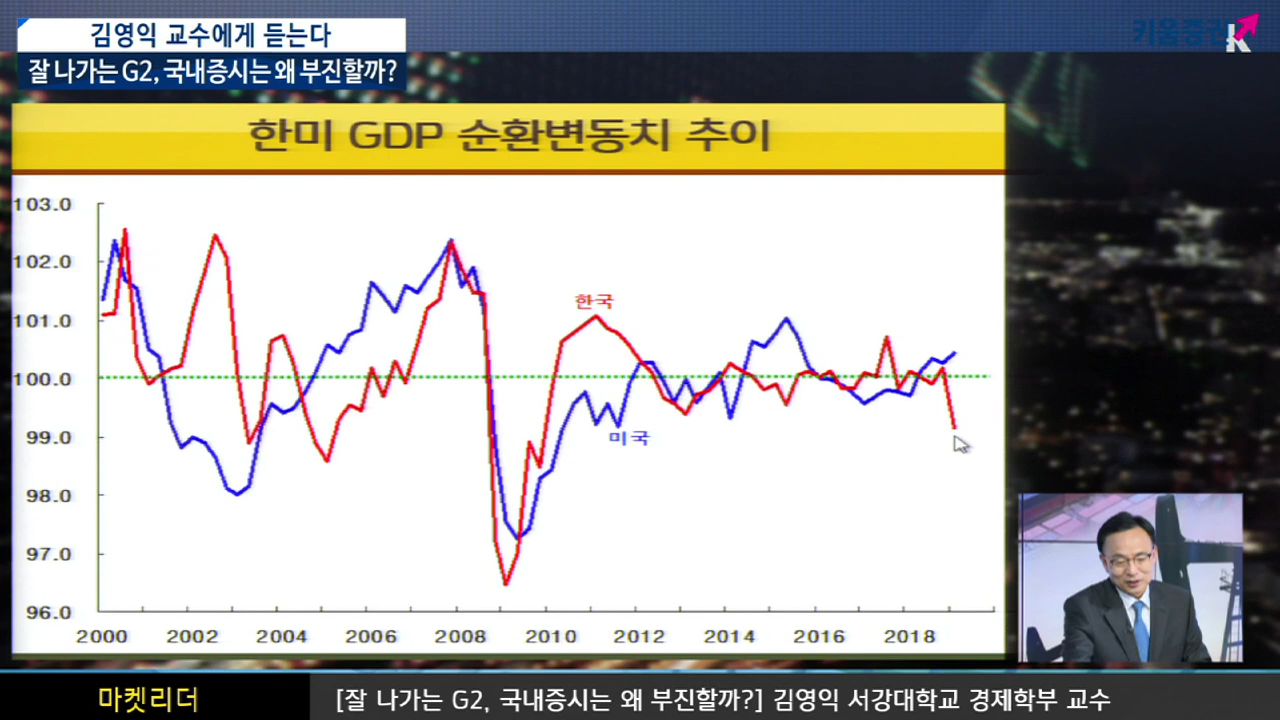 김영익 교수에게 듣는다
잘 나가는 G2, 국내증시는 왜 부진할까?
키움증권
한미 GDP 순환변동치 추이
103.0
102.0
101.0
100.0
99.0
98.0
97.0
96.0
한국
미국
2000 2002 2004 2006 2008 2010 2012 2014 2016 2018
마켓리더
[잘 나가는 G2, 국내증시는 왜 부진할까?] 김영익 서강대학교 경제학부 교수